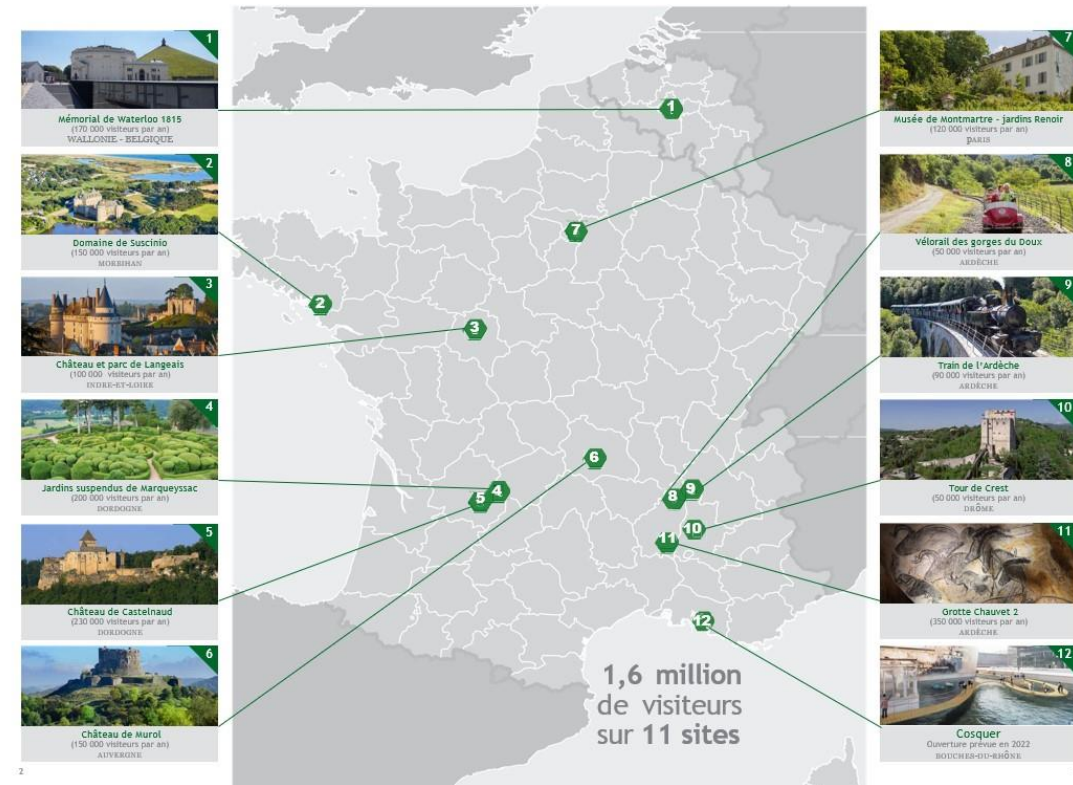 1
Mémorial de Waterloo 1815
(170 000 visiteurs par an)
WALLONIE - BELGIQUE
2
Domaine de Suscinio
(150 000 visiteurs par an)
MORBIHAN
3
Château et parc de Langeais
(100 000 visiteurs par an)
INDRE-ET-LOIRE
4
Jardins suspendus de Marqueyssac
(200 000 visiteurs par an)
DORDOGNE
5
Château de Castelnaud
(230 000 visiteurs par an)
DORDOGNE
6
Château de Murol
(150 000 visiteurs par an)
AUVERGNE
2
1
7
2
3
6
4
5
9
8
10
11
12
1,6 million
de visiteurs
sur 11 sites
7
Musée de Montmartre - jardins Renoir
(120 000 visiteurs par an)
PARIS
8
Vélorail des gorges du Doux
(50 000 visiteurs par an)
ARDÈCHE
9
Train de l'Ardèche
(90 000 visiteurs par an)
ARDÈCHE
10
Tour de Crest
(50 000 visiteurs par an)
DRÔME
11
Grotte Chauvet 2
(350 000 visiteurs par an)
ARDÈCHE
12
Cosquer
Ouverture prévue en 2022
BOUCHES-DU-RHÔNE